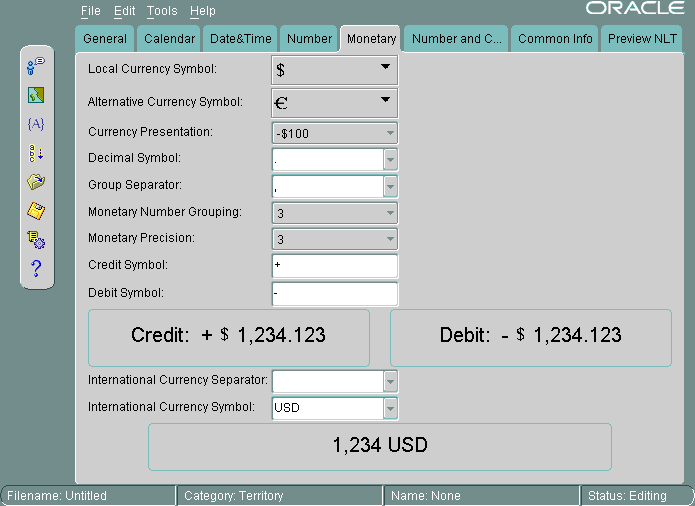 File Edit Tools Help
ORACLE
General Calendar Date&Time Number Monetary Number and C... Common Info Preview NLT
Local Currency Symbol: $
Alternative Currency Symbol: €
{A}
Currency Presentation: -$100
Decimal Symbol: .
Group Separator: ,
Monetary Number Grouping: 3
Monetary Precision: 3
Credit Symbol: +
?
Debit Symbol: -
Credit: + $ 1,234.123 Debit: - $ 1,234.123
International Currency Separator:
International Currency Symbol: USD
1,234 USD
Filename: Untitled Category: Territory Name: None Status: Editing